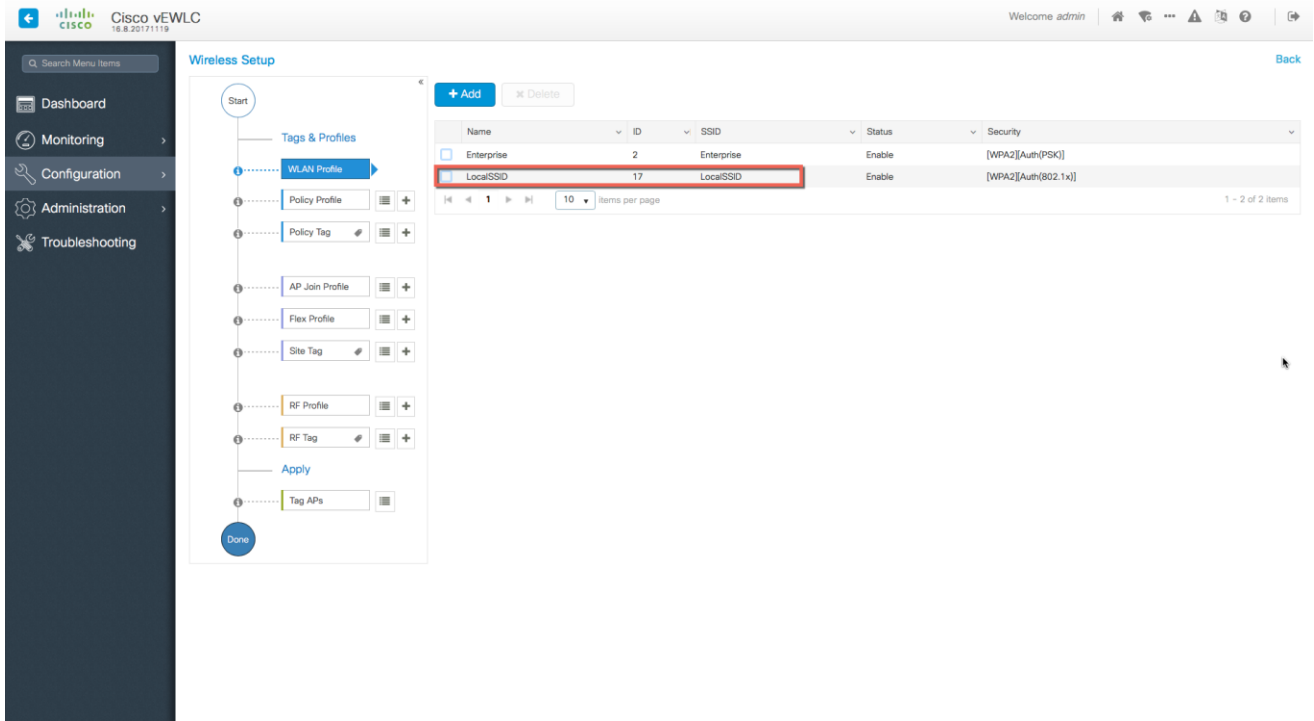 CISCO Cisco vEWLC
16.8.20171119
Welcome admin
Search Menu Items
Dashboard
Monitoring
Configuration
Administration
Troubleshooting
Wireless Setup
Back
Start
Tags & Profiles
WLAN Profile
Policy Profile
Policy Tag
AP Join Profile
Flex Profile
Site Tag
RF Profile
RF Tag
Apply
Tag APs
Done
+ Add
× Delete
Name ID SSID Status Security
Enterprise 2 Enterprise Enable [WPA2][Auth(PSK)]
LocalSSID 17 LocalSSID Enable [WPA2][Auth(802.1x)]
1 10 items per page 1 - 2 of 2 items